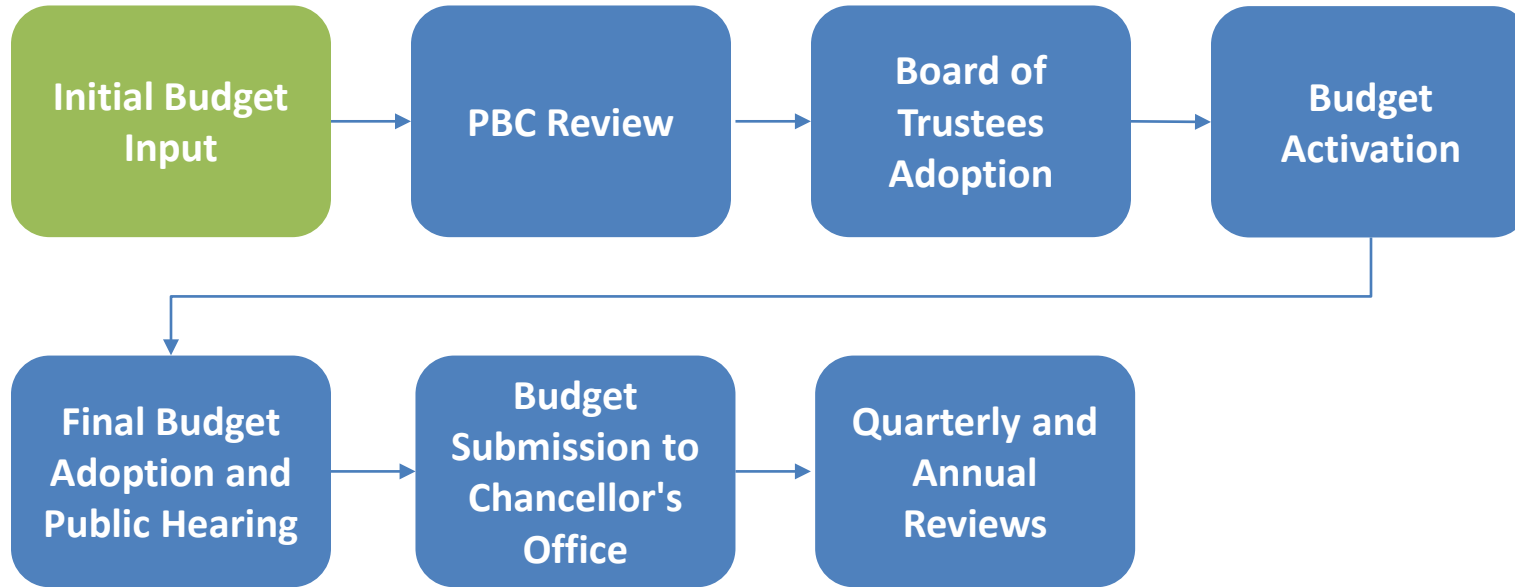 Initial Budget
Input
PBC Review
Board of
Trustees
Adoption
Budget
Activation
Final Budget
Adoption and
Public Hearing
Budget
Submission to
Chancellor's
Office
Quarterly and
Annual
Reviews